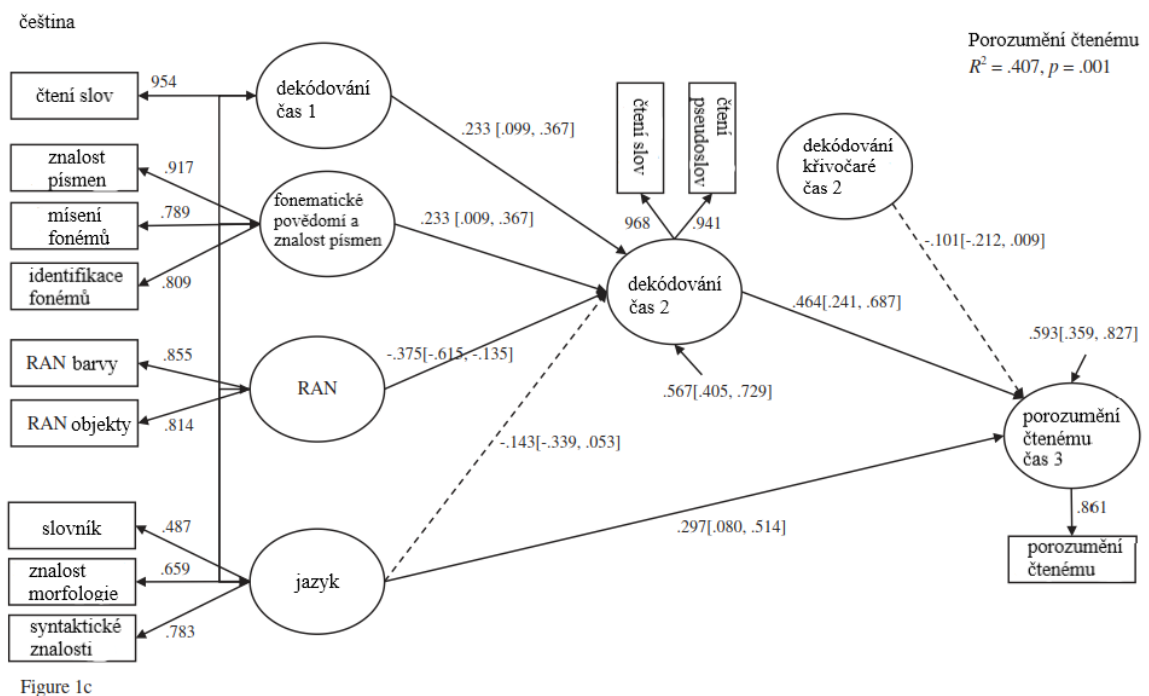 čeština
Porozumění čtenému
R² = .407, p = .001
čtení slov
954
dekódování
čas 1
.233 [.099, .367]
čtení slov
čtení
pseudoslov
dekódování
křivočaré
čas 2
znalost
písmen
.917
mísení
fonémů
.789
identifikace
fonémů
.809
fonematické
povědomí a
znalost písmen
.233 [.009, .367]
968
.941
-.101[-.212, .009]
dekódování
čas 2
.464[.241, .687]
.593[.359, .827]
RAN barvy
.855
RAN objekty
.814
RAN
-.375[-.615, -.135]
.567[.405, .729]
-.143[-.339, .053]
porozumění
čtenému
čas 3
.861
porozumění
čtenému
slovník
.487
znalost
morfologie
.659
syntaktické
znalosti
.783
jazyk
.297[.080, .514]
Figure 1c